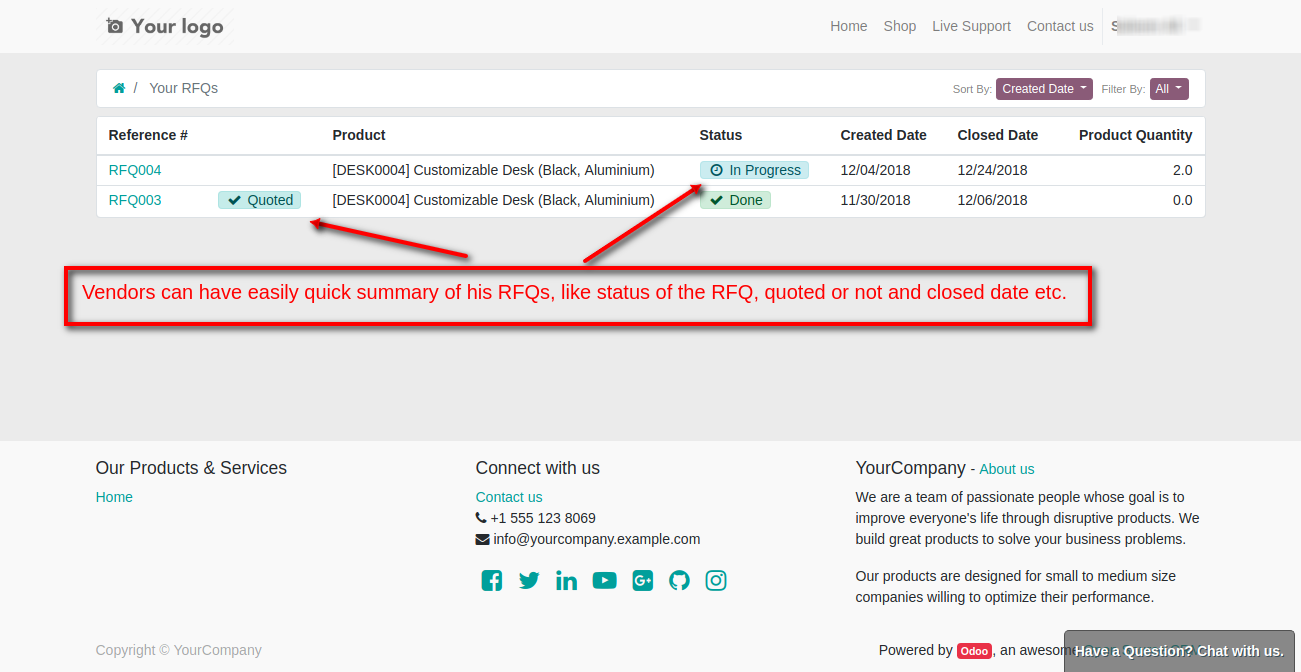 Your logo
Home Shop Live Support Contact us
/ Your RFQs Sort By: Created Date Filter By: All
Reference # Product Status Created Date Closed Date Product Quantity
RFQ004 [DESK0004] Customizable Desk (Black, Aluminium) In Progress 12/04/2018 12/24/2018 2.0
RFQ003 Quoted [DESK0004] Customizable Desk (Black, Aluminium) Done 11/30/2018 12/06/2018 0.0
Vendors can have easily quick summary of his RFQs, like status of the RFQ, quoted or not and closed date etc.
Our Products & Services
Home
Connect with us
Contact us
+1 555 123 8069
info@yourcompany.example.com
YourCompany - About us
We are a team of passionate people whose goal is to
improve everyone's life through disruptive products. We
build great products to solve your business problems.
Our products are designed for small to medium size
companies willing to optimize their performance.
Copyright © YourCompany
Powered by Odoo, an awesome
Have a Question? Chat with us.